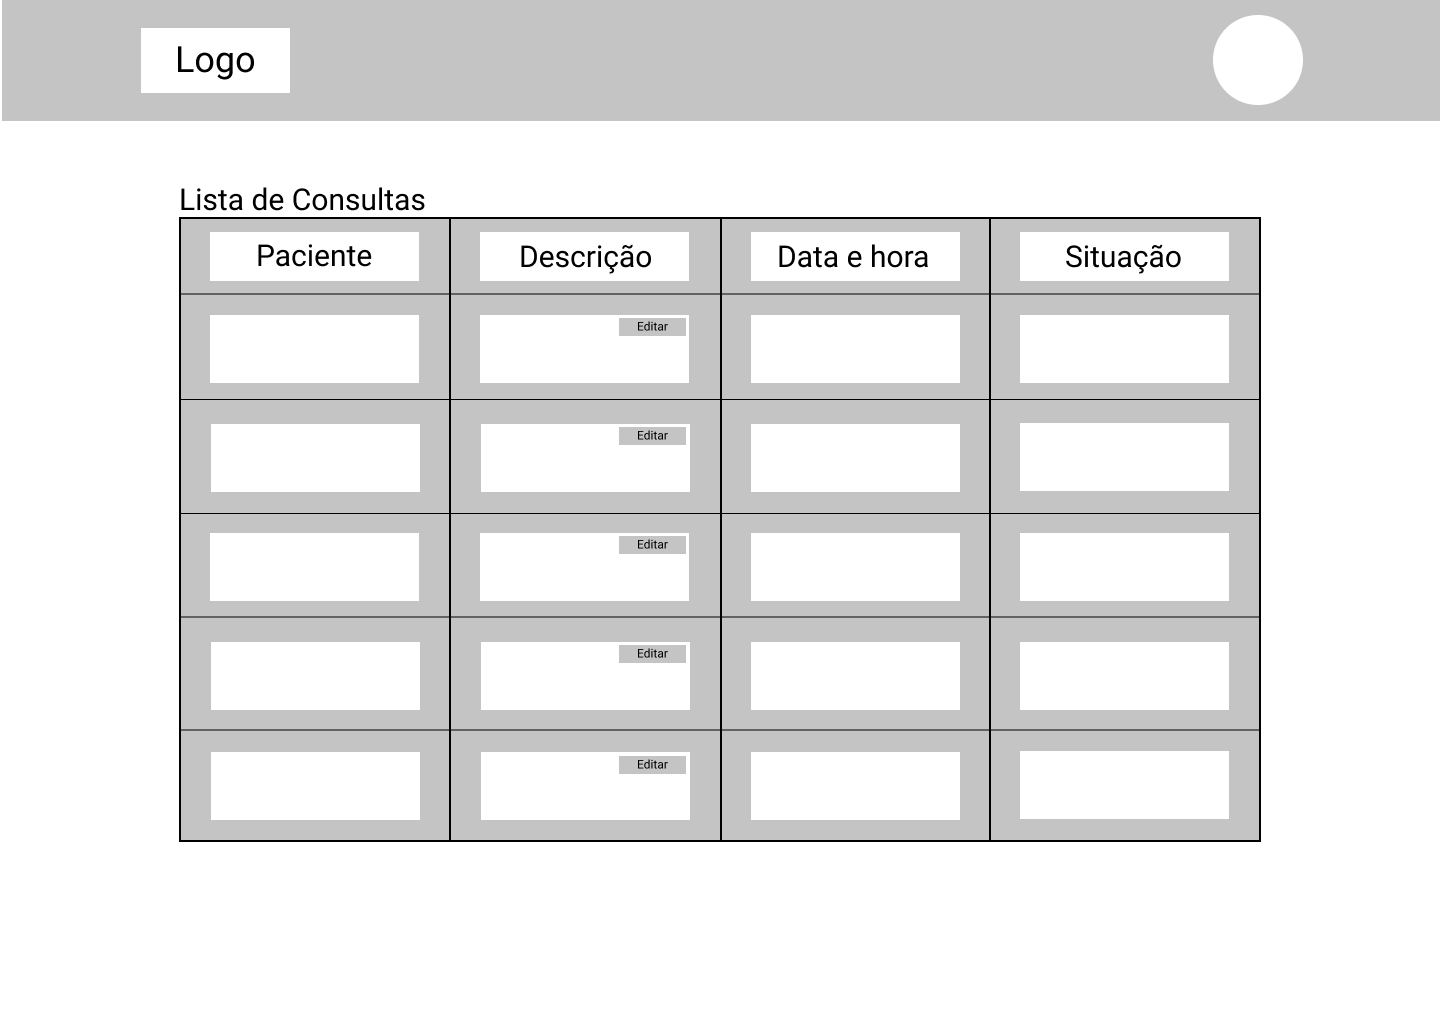 Logo
Lista de Consultas
Paciente
Descrição
Data e hora
Situação
Editar
Editar
Editar
Editar
Editar